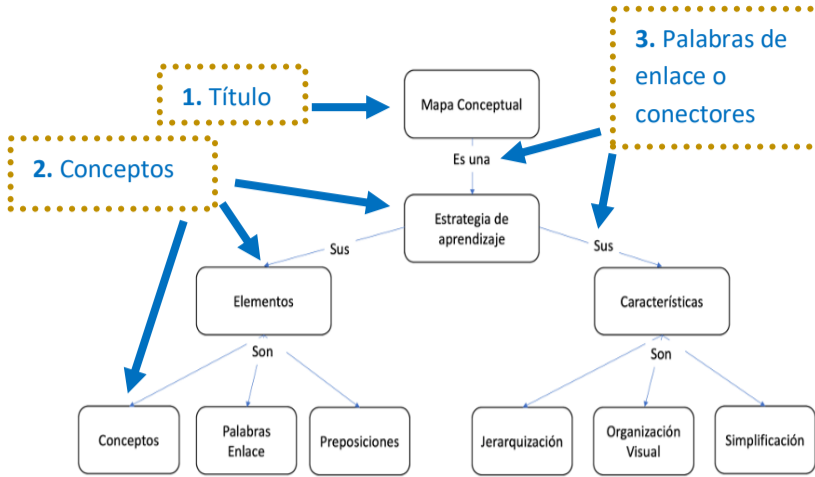 3. Palabras de
enlace o
conectores
1. Título
Mapa Conceptual
2. Conceptos
Es una
Estrategia de
aprendizaje
Sus
Sus
Elementos
Características
Son
Son
Conceptos
Palabras
Enlace
Preposiciones
Jerarquización
Organización
Visual
Simplificación